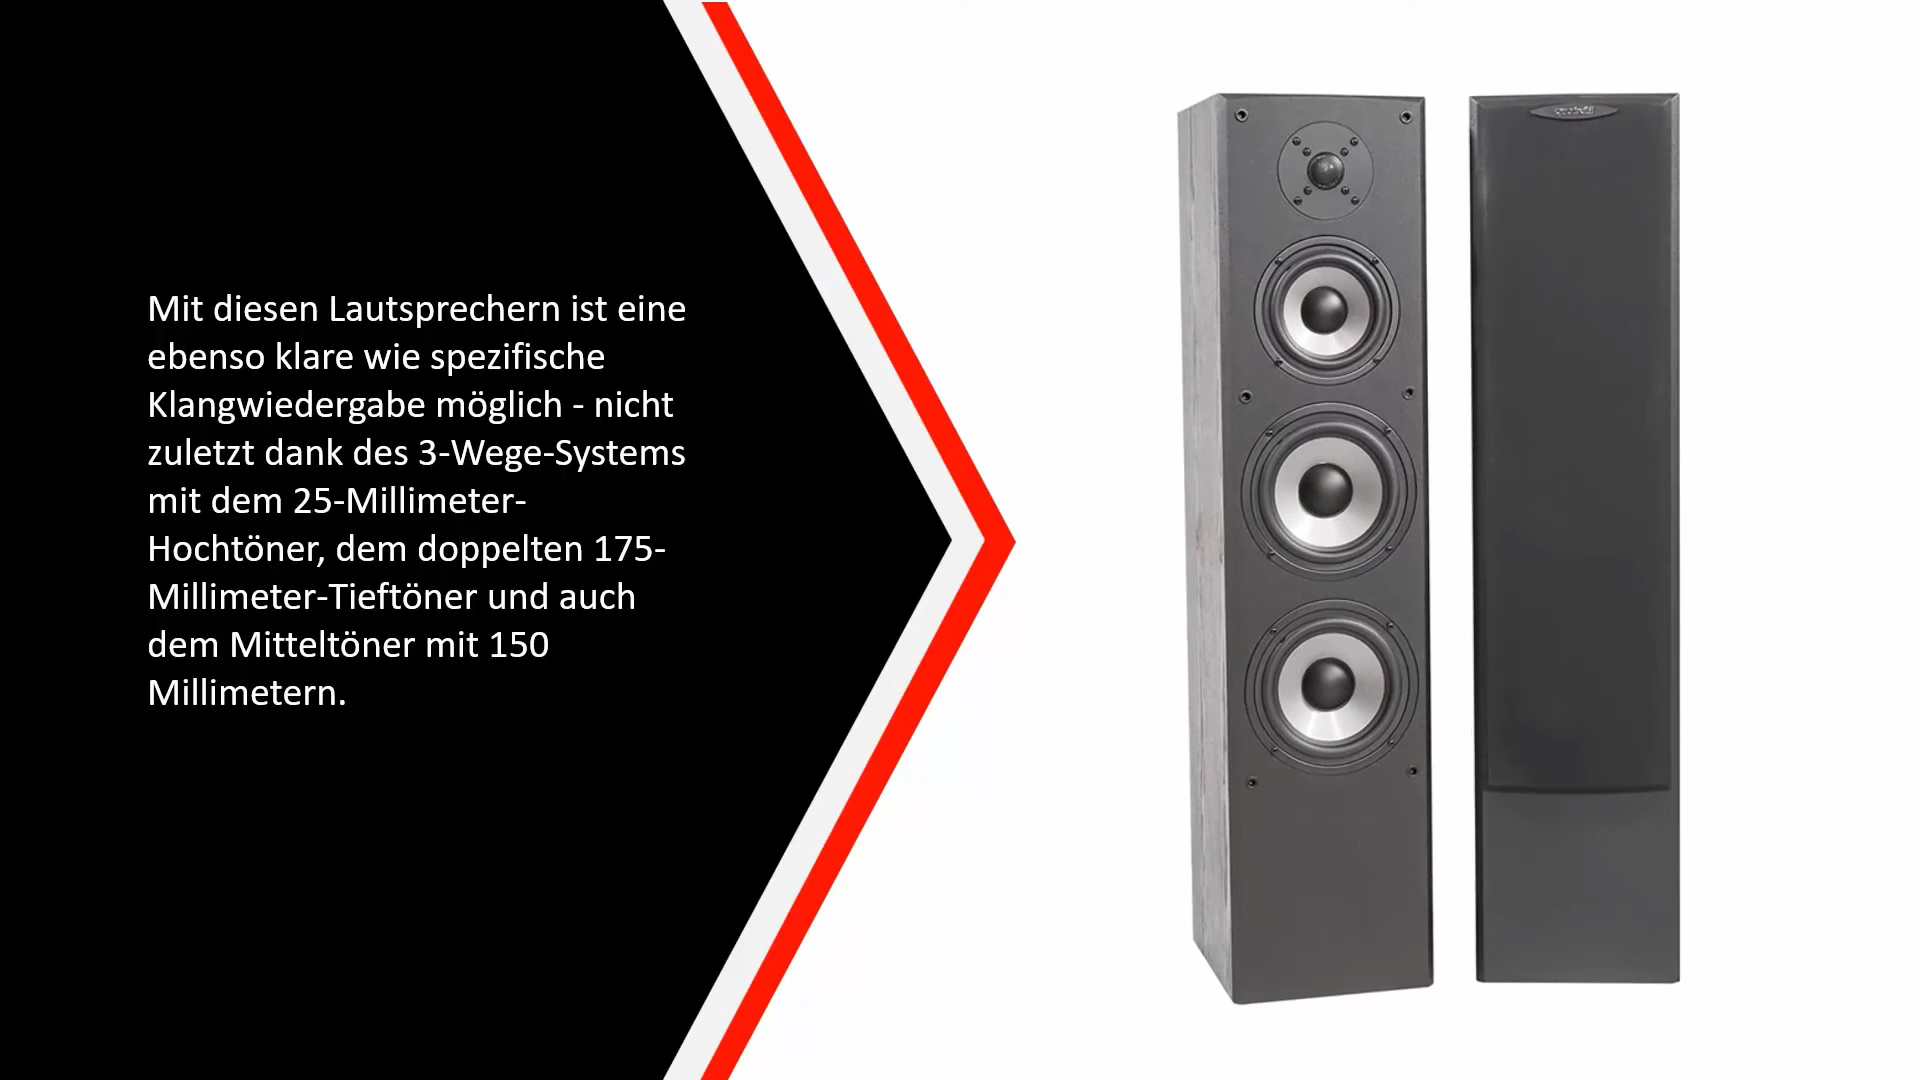 Mit diesen Lautsprechern ist eine
ebenso klare wie spezifische
Klangwiedergabe möglich - nicht
zuletzt dank des 3-Wege-Systems
mit dem 25-Millimeter-
Hochtöner, dem doppelten 175-
Millimeter-Tieftöner und auch
dem Mitteltöner mit 150
Millimetern.